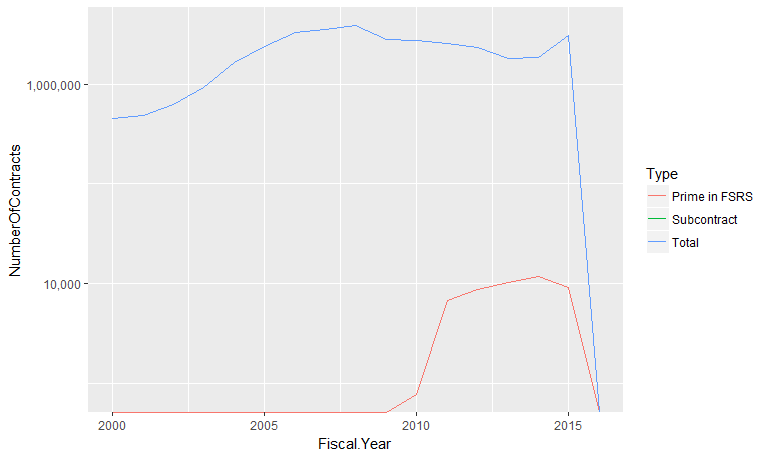 NumberOfContracts
1,000,000
10,000
2000
2005
2010
2015
Fiscal.Year
Type
Prime in FSRS
Subcontract
Total